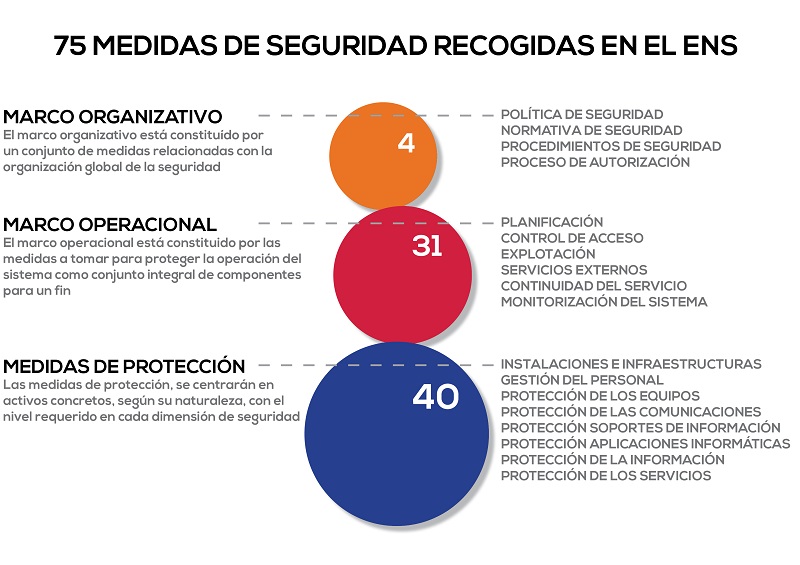 75 MEDIDAS DE SEGURIDAD RECOGIDAS EN EL ENS
MARCO ORGANIZATIVO
El marco organizativo está constituido por
un conjunto de medidas relacionadas con la
organización global de la seguridad
4
POLÍTICA DE SEGURIDAD
NORMATIVA DE SEGURIDAD
PROCEDIMIENTOS DE SEGURIDAD
PROCESO DE AUTORIZACIÓN
MARCO OPERACIONAL
El marco operacional está constituido por las
medidas a tomar para proteger la operación del
sistema como conjunto integral de componentes
para un fin
31
PLANIFICACIÓN
CONTROL DE ACCESO
EXPLOTACIÓN
SERVICIOS EXTERNOS
CONTINUIDAD DEL SERVICIO
MONITORIZACIÓN DEL SISTEMA
MEDIDAS DE PROTECCIÓN
Las medidas de protección, se centrarán en
activos concretos, según su naturaleza, con el
nivel requerido en cada dimensión de seguridad
40
INSTALACIONES E INFRAESTRUCTURAS
GESTIÓN DEL PERSONAL
PROTECCIÓN DE LOS EQUIPOS
PROTECCIÓN DE LAS COMUNICACIONES
PROTECCIÓN SOPORTES DE INFORMACIÓN
PROTECCIÓN APLICACIONES INFORMÁTICAS
PROTECCIÓN DE LA INFORMACIÓN
PROTECCIÓN DE LOS SERVICIOS